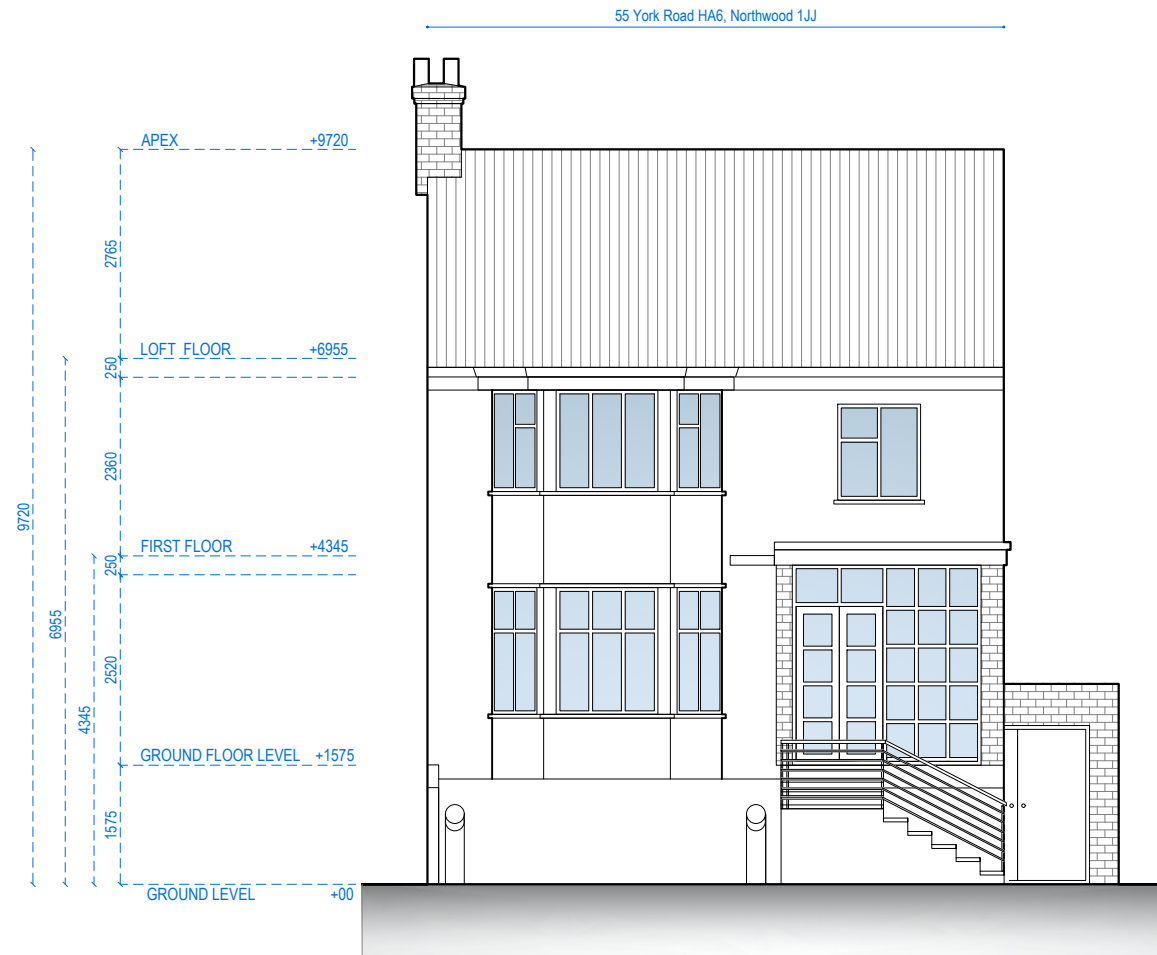 55 York Road HA6, Northwood 1JJ
APEX +9720
2765
LOFT FLOOR +6955
250
2360
9720
FIRST FLOOR +4345
250
6955
2520
4345
GROUND FLOOR LEVEL +1575
1575
GROUND LEVEL +00